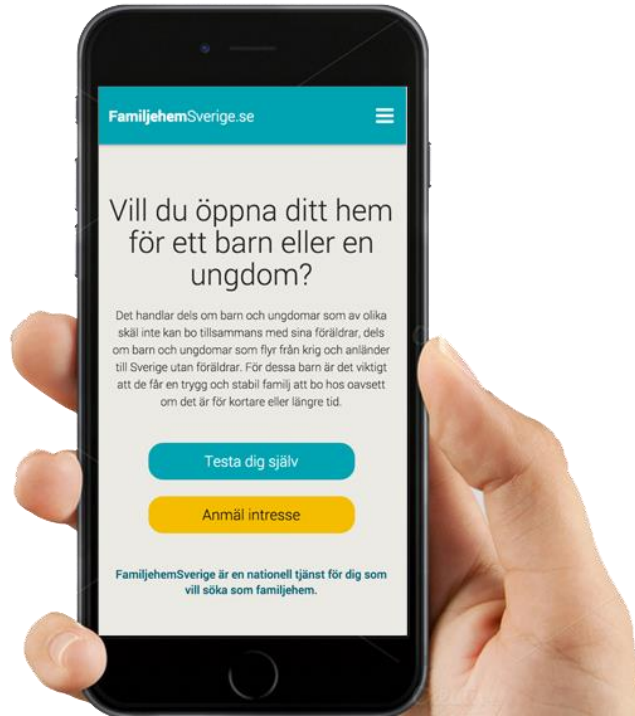 FamiljehemSverige.se
Vill du öppna ditt hem
för ett barn eller en
ungdom?
Det handlar dels om barn och ungdomar som av olika
skäl inte kan bo tillsammans med sina föräldrar, dels
om barn och ungdomar som flyr från krig och anländer
till Sverige utan föräldrar. För dessa barn är det viktigt
att de får en trygg och stabil familj att bo hos oavsett
om det är för kortare eller längre tid.
Testa dig själv
Anmäl intresse
FamiljehemSverige är en nationell tjänst för dig som
vill söka som familjehem.